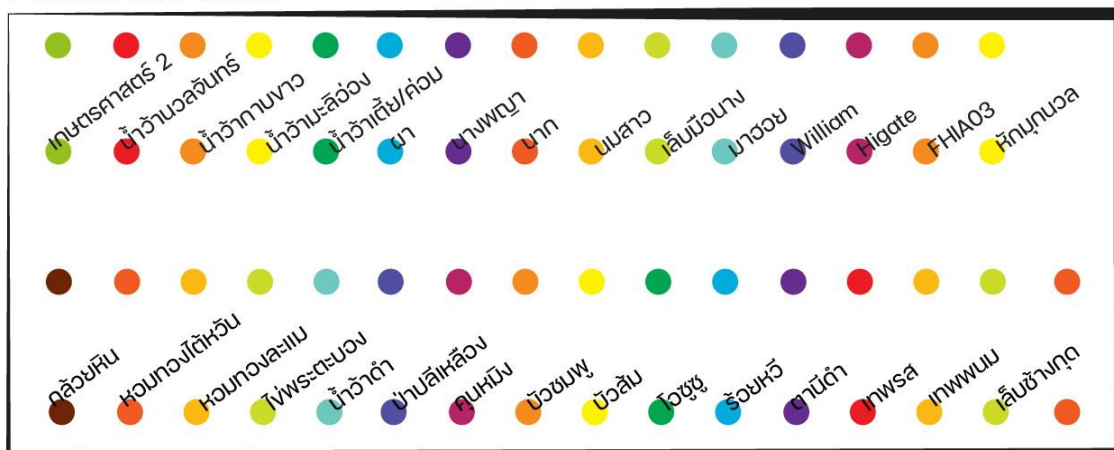 เกษตรศาสตร์ 2
น้ำว้านวลจันทร์
น้ำว้ากาบขาว
น้ำว้ามะลิอ่อง
น้ำว้าเตี้ย/ค่อม
ผา
นางพญา
นาก
นมสาว
เล็บมือนาง
มาฮอย
William
Higate
FHIA03
หักมุกนวล
กล้วยหิน
หอมทองไต้หวัน
หอมทองละแม
ไข่พระตะบอง
น้ำว้าดำ
ป่าปลีเหลือง
คุนหมิง
บัวชมพู
บัวส้ม
โอชูชู
ร้อยหวี
ตานีดำ
เทพรส
เทพพนม
เล็บช้างกุด